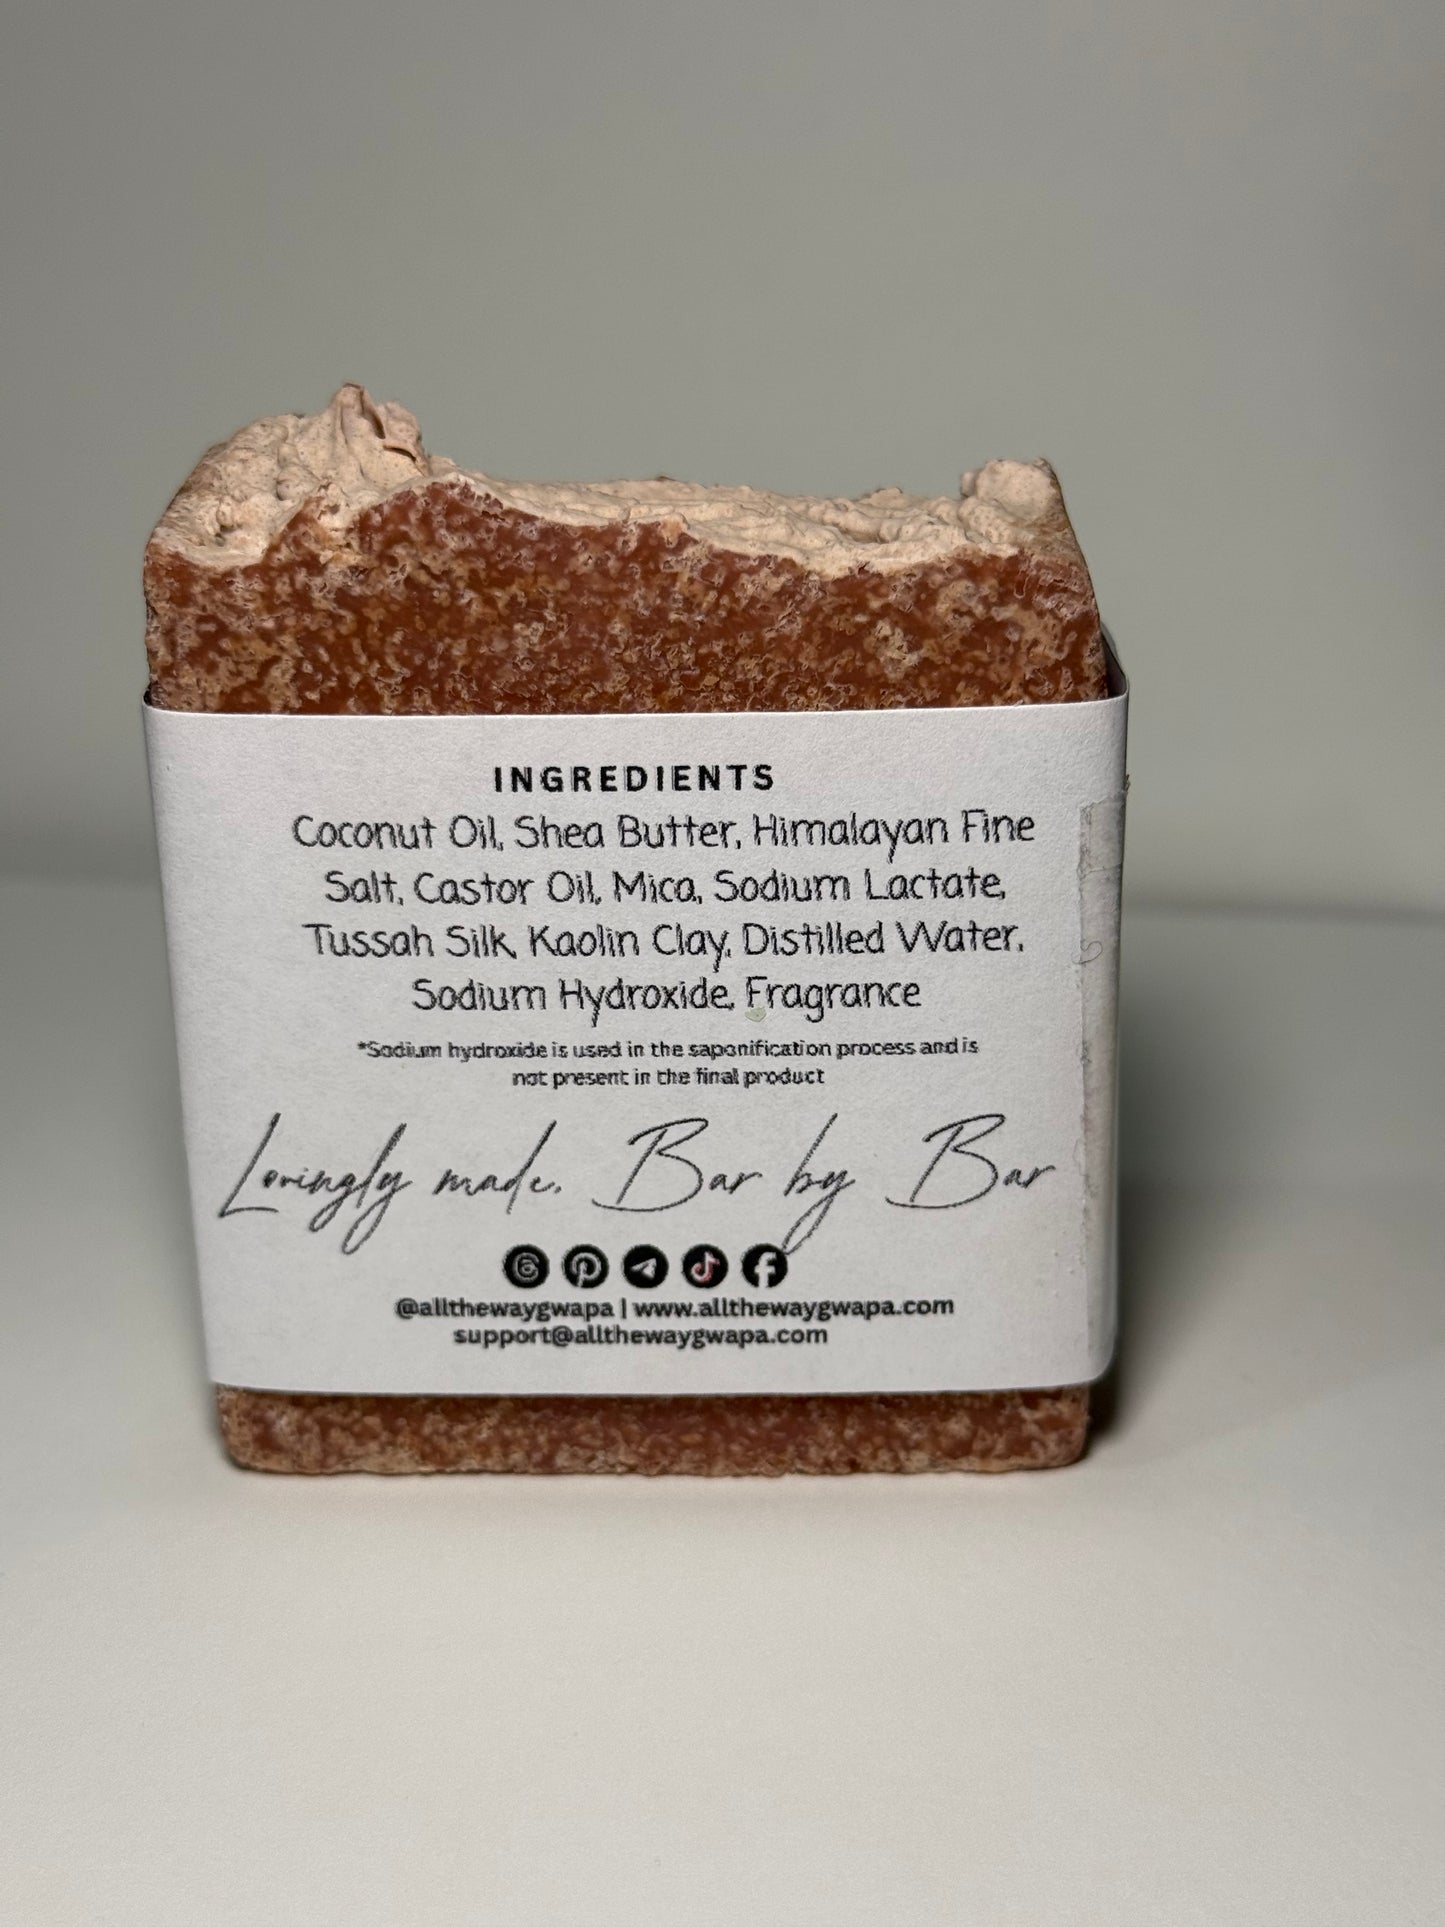 INGREDIENTS
Coconut Oil, Shea Butter, Himalayan Fine
Salt, Castor Oil, Mica, Sodium Lactate,
Tussah Silk, Kaolin Clay, Distilled Water,
Sodium Hydroxide, Fragrance
*Sodium hydroxide is used in the saponification process and is
not present in the final product
Lovingly made, Bar by Bar
@allthewaygwapa | www.allthewaygwapa.com
support@allthewaygwapa.com